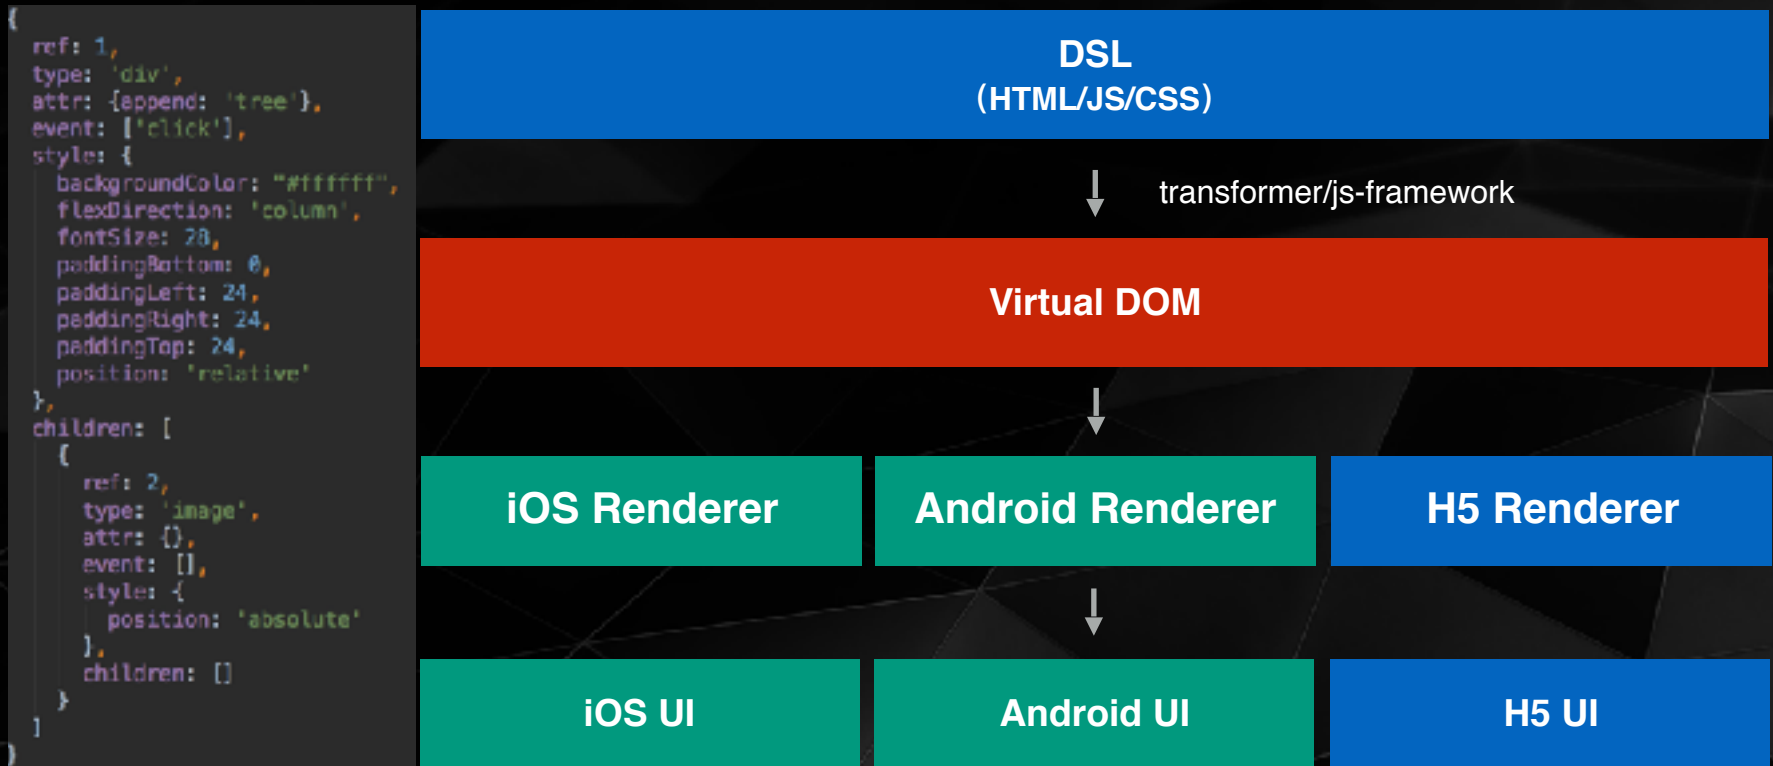 {
ref: 1,
type: 'div',
attr: {append: 'tree'},
event: ['click'],
style: {
backgroundColor: "#ffffff",
flexDirection: 'column',
fontSize: 28,
paddingBottom: 0,
paddingLeft: 24,
paddingRight: 24,
paddingTop: 24,
position: 'relative'
},
children: [
{
ref: 2,
type: 'image',
attr: {},
event: [],
style: {
position: 'absolute'
},
children: []
}
]
}
DSL
(HTML/JS/CSS)
transformer/js-framework
Virtual DOM
iOS Renderer
Android Renderer
H5 Renderer
iOS UI
Android UI
H5 UI